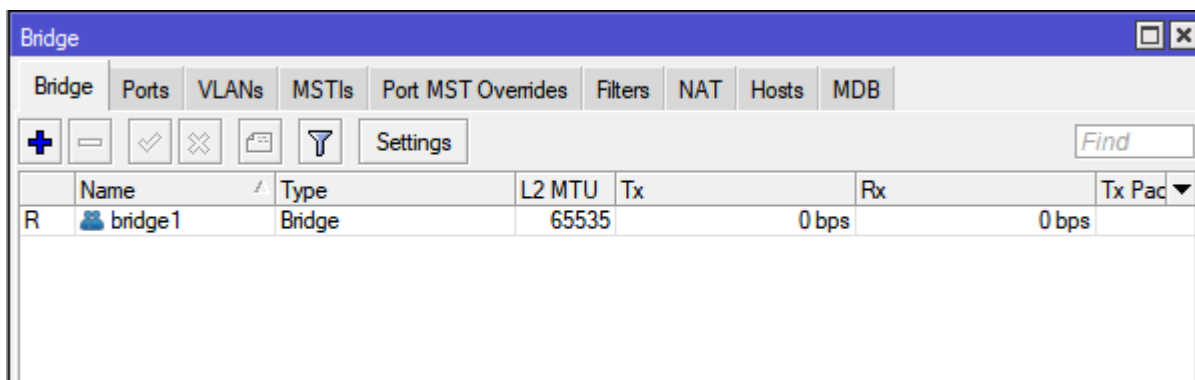 Bridge
Bridge Ports VLANs MSTIs Port MST Overrides Filters NAT Hosts MDB
Settings Find
Name Type L2 MTU Tx Rx Tx Pac
R bridge1 Bridge 65535 0 bps 0 bps